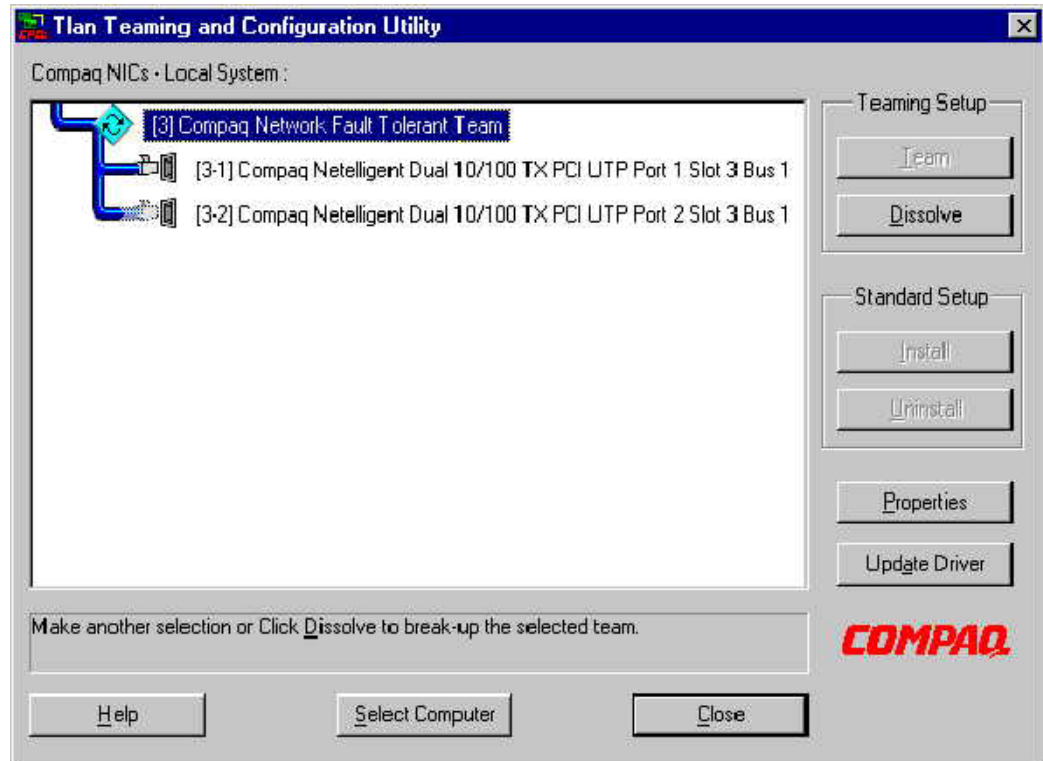 Tlan Teaming and Configuration Utility
Compaq NICs - Local System :
[3] Compaq Network Fault Tolerant Team
[3-1] Compaq Netelligent Dual 10/100 TX PCI UTP Port 1 Slot 3 Bus 1
[3-2] Compaq Netelligent Dual 10/100 TX PCI UTP Port 2 Slot 3 Bus 1
Teaming Setup
Team
Dissolve
Standard Setup
Install
Uninstall
Properties
Update Driver
Make another selection or Click Dissolve to break-up the selected team.
COMPAQ
Help
Select Computer
Close